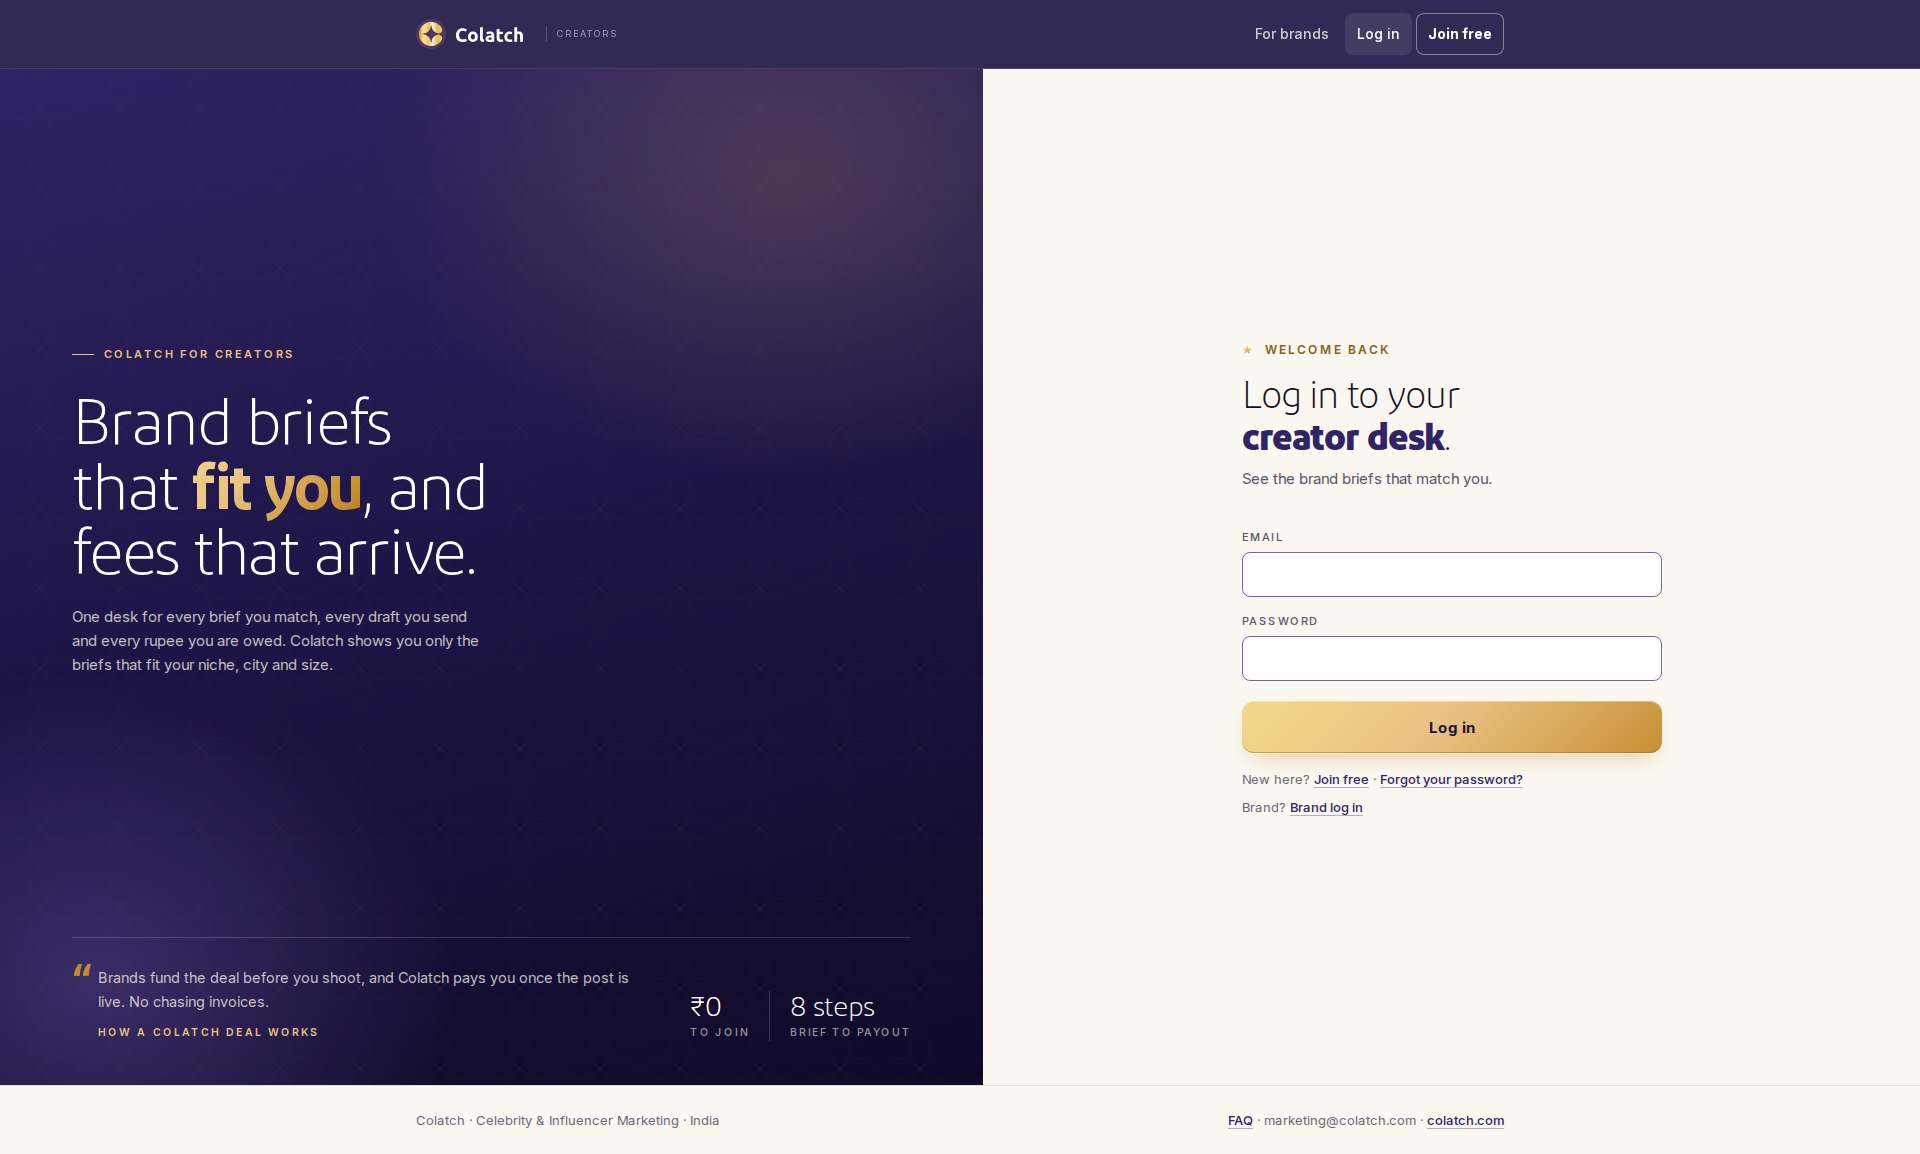 Colatch
CREATORS
For brands
Log in
Join free
COLATCH FOR CREATORS
Brand briefs
that fit you, and
fees that arrive.
One desk for every brief you match, every draft you send
and every rupee you are owed. Colatch shows you only the
briefs that fit your niche, city and size.
“ Brands fund the deal before you shoot, and Colatch pays you once the post is
live. No chasing invoices.
HOW A COLATCH DEAL WORKS
₹0
TO JOIN
8 steps
BRIEF TO PAYOUT
★ WELCOME BACK
Log in to your
creator desk.
See the brand briefs that match you.
EMAIL
PASSWORD
Log in
New here? Join free · Forgot your password?
Brand? Brand log in
Colatch · Celebrity & Influencer Marketing · India
FAQ · marketing@colatch.com · colatch.com